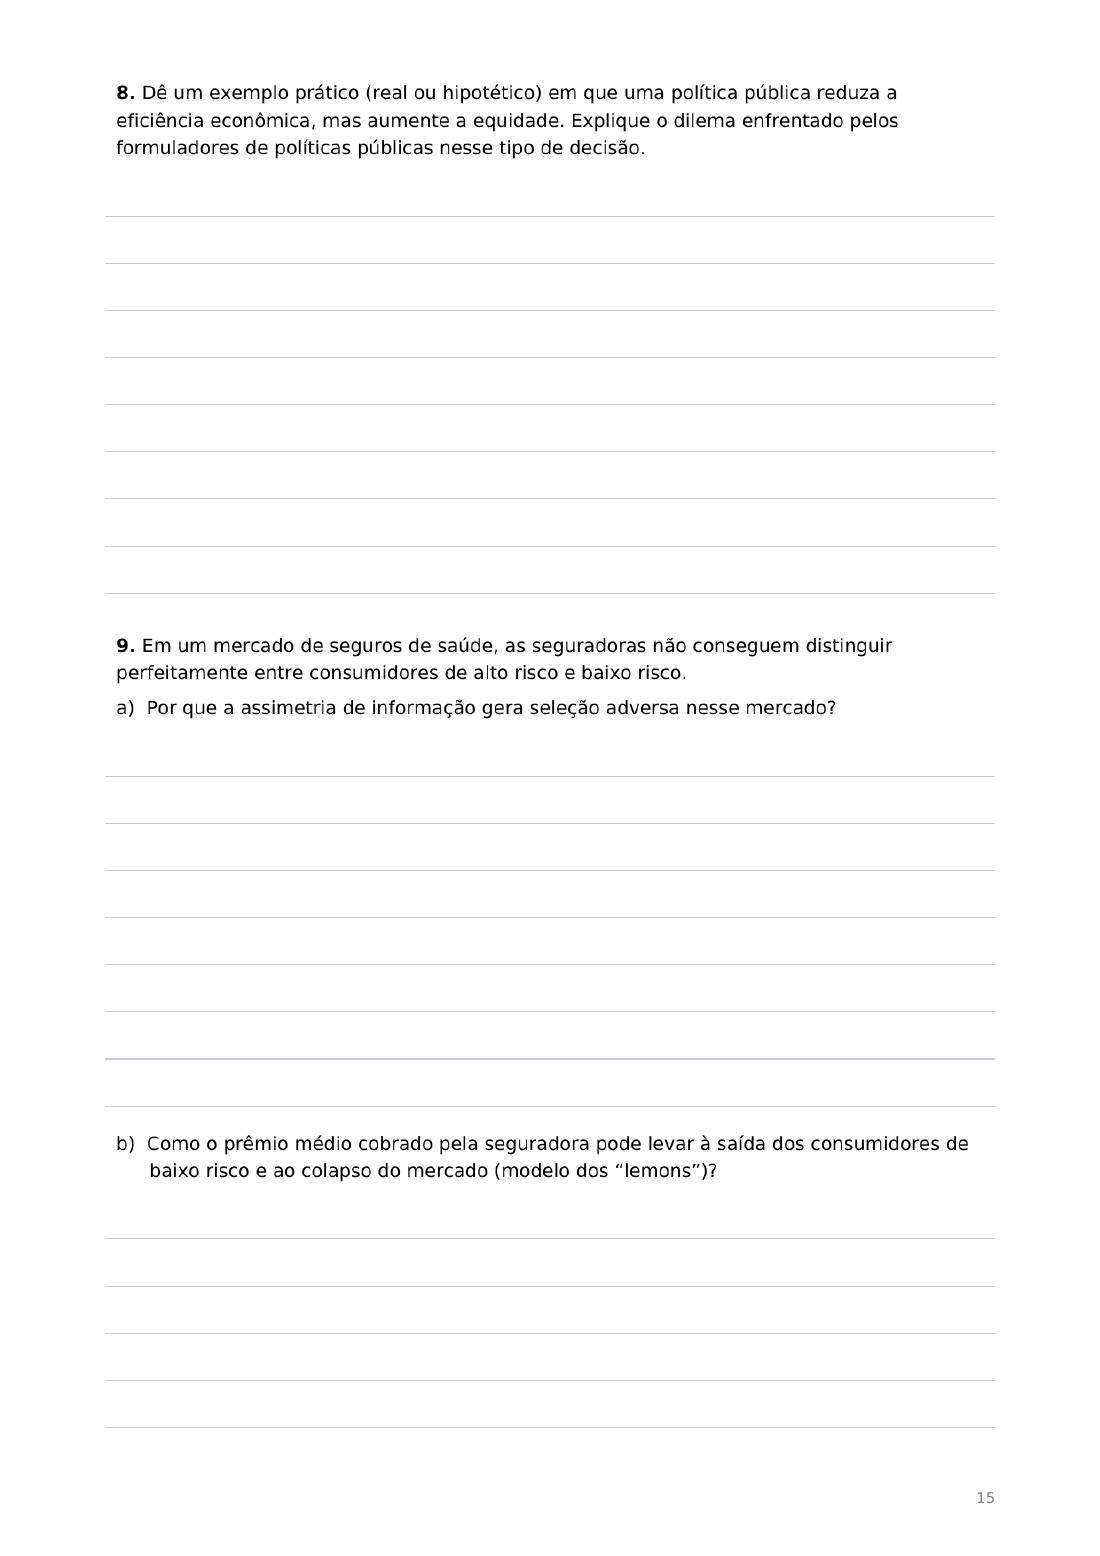 8. Dê um exemplo prático (real ou hipotético) em que uma política pública reduza a
eficiência econômica, mas aumente a equidade. Explique o dilema enfrentado pelos
formuladores de políticas públicas nesse tipo de decisão.
9. Em um mercado de seguros de saúde, as seguradoras não conseguem distinguir
perfeitamente entre consumidores de alto risco e baixo risco.
a) Por que a assimetria de informação gera seleção adversa nesse mercado?
b) Como o prêmio médio cobrado pela seguradora pode levar à saída dos consumidores de
baixo risco e ao colapso do mercado (modelo dos “lemons”)?
15